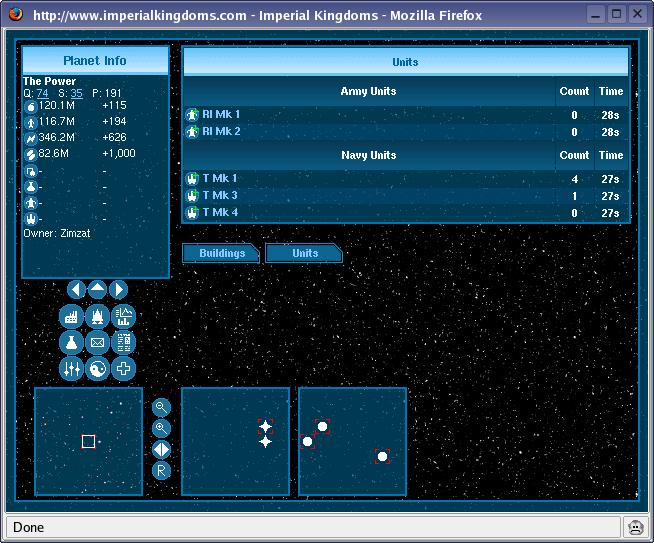 http://www.imperialkingdoms.com - Imperial Kingdoms - Mozilla Firefox
Planet Info
The Power
Q: 74 S: 35 P: 191
120.1M +115
116.7M +194
346.2M +626
82.6M +1,000
- -
- -
- -
- -
Owner: Zimzat
Units
Army Units Count Time
RI Mk 1 0 28s
RI Mk 2 0 28s
Navy Units Count Time
T Mk 1 4 27s
T Mk 3 1 27s
T Mk 4 0 27s
Buildings Units
R
Done